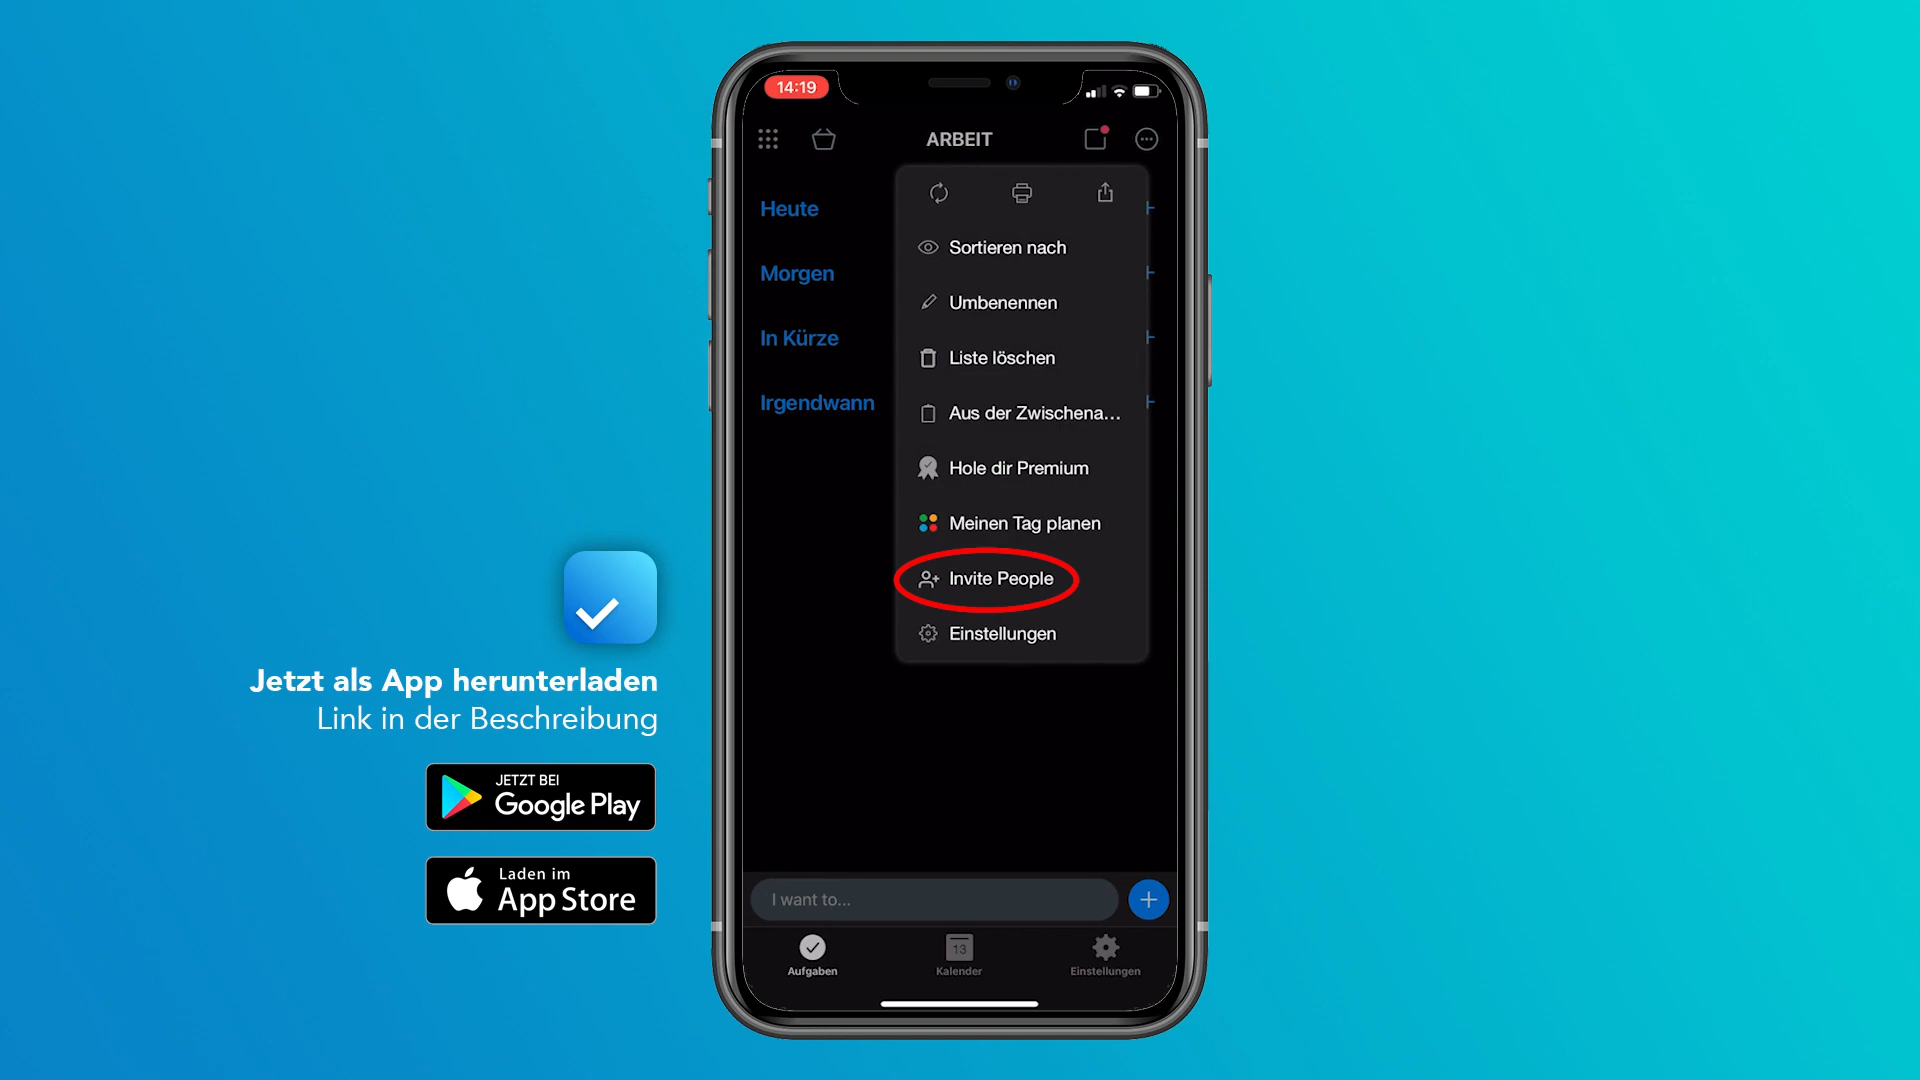 14:19
ARBEIT
Heute
Morgen
In Kürze
Irgendwann
Sortieren nach
Umbenennen
Liste löschen
Aus der Zwischena...
Hole dir Premium
Meinen Tag planen
Invite People
Einstellungen
I want to...
Aufgaben
13
Kalender
Einstellungen
Jetzt als App herunterladen
Link in der Beschreibung
JETZT BEI
Google Play
Laden im
App Store